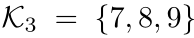 𝒦₃ = {7, 8, 9}